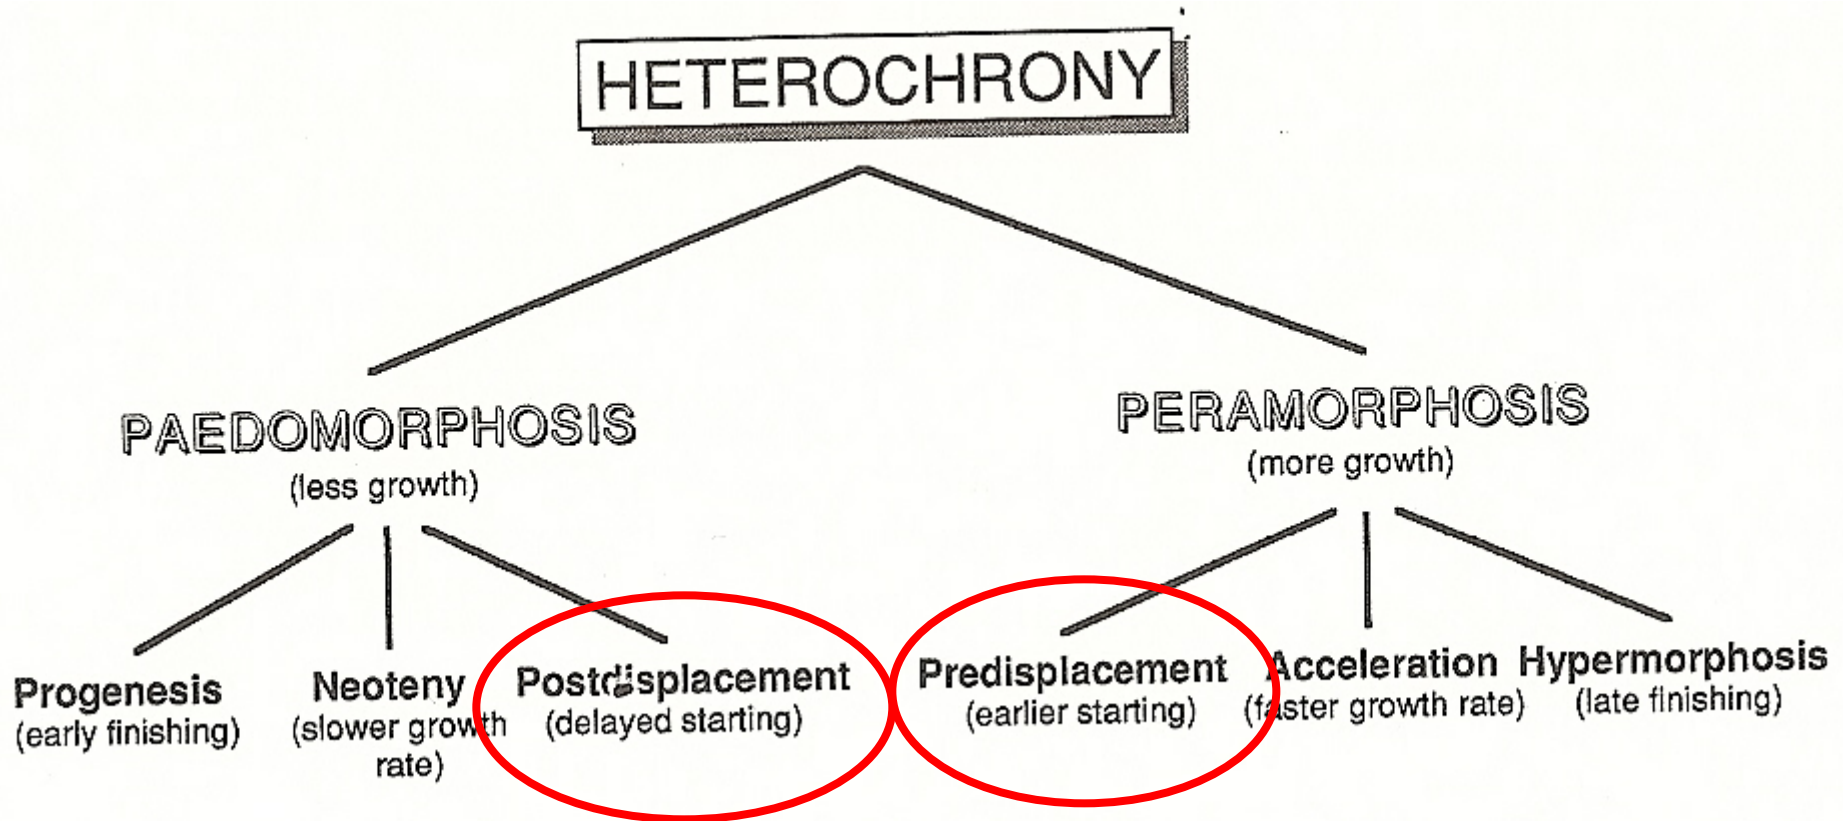 HETEROCHRONY
PAEDOMORPHOSIS
(less growth)
PERAMORPHOSIS
(more growth)
Progenesis
(early finishing)
Neoteny
(slower growth
rate)
Postdisplacement
(delayed starting)
Predisplacement
(earlier starting)
Acceleration
(faster growth rate)
Hypermorphosis
(late finishing)